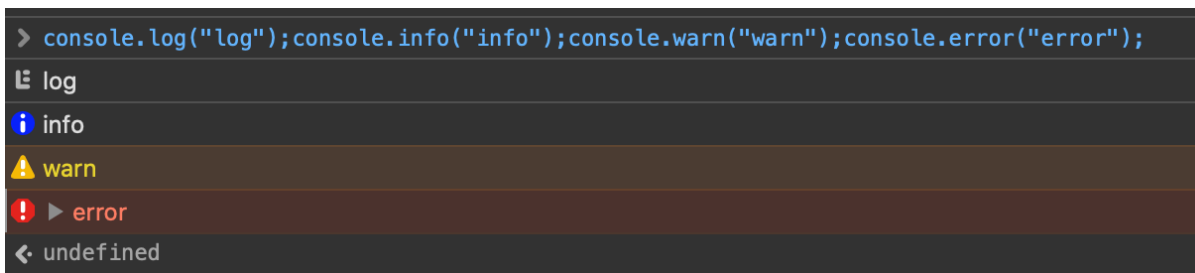 > console.log("log");console.info("info");console.warn("warn");console.error("error");
log
info
warn
error
undefined